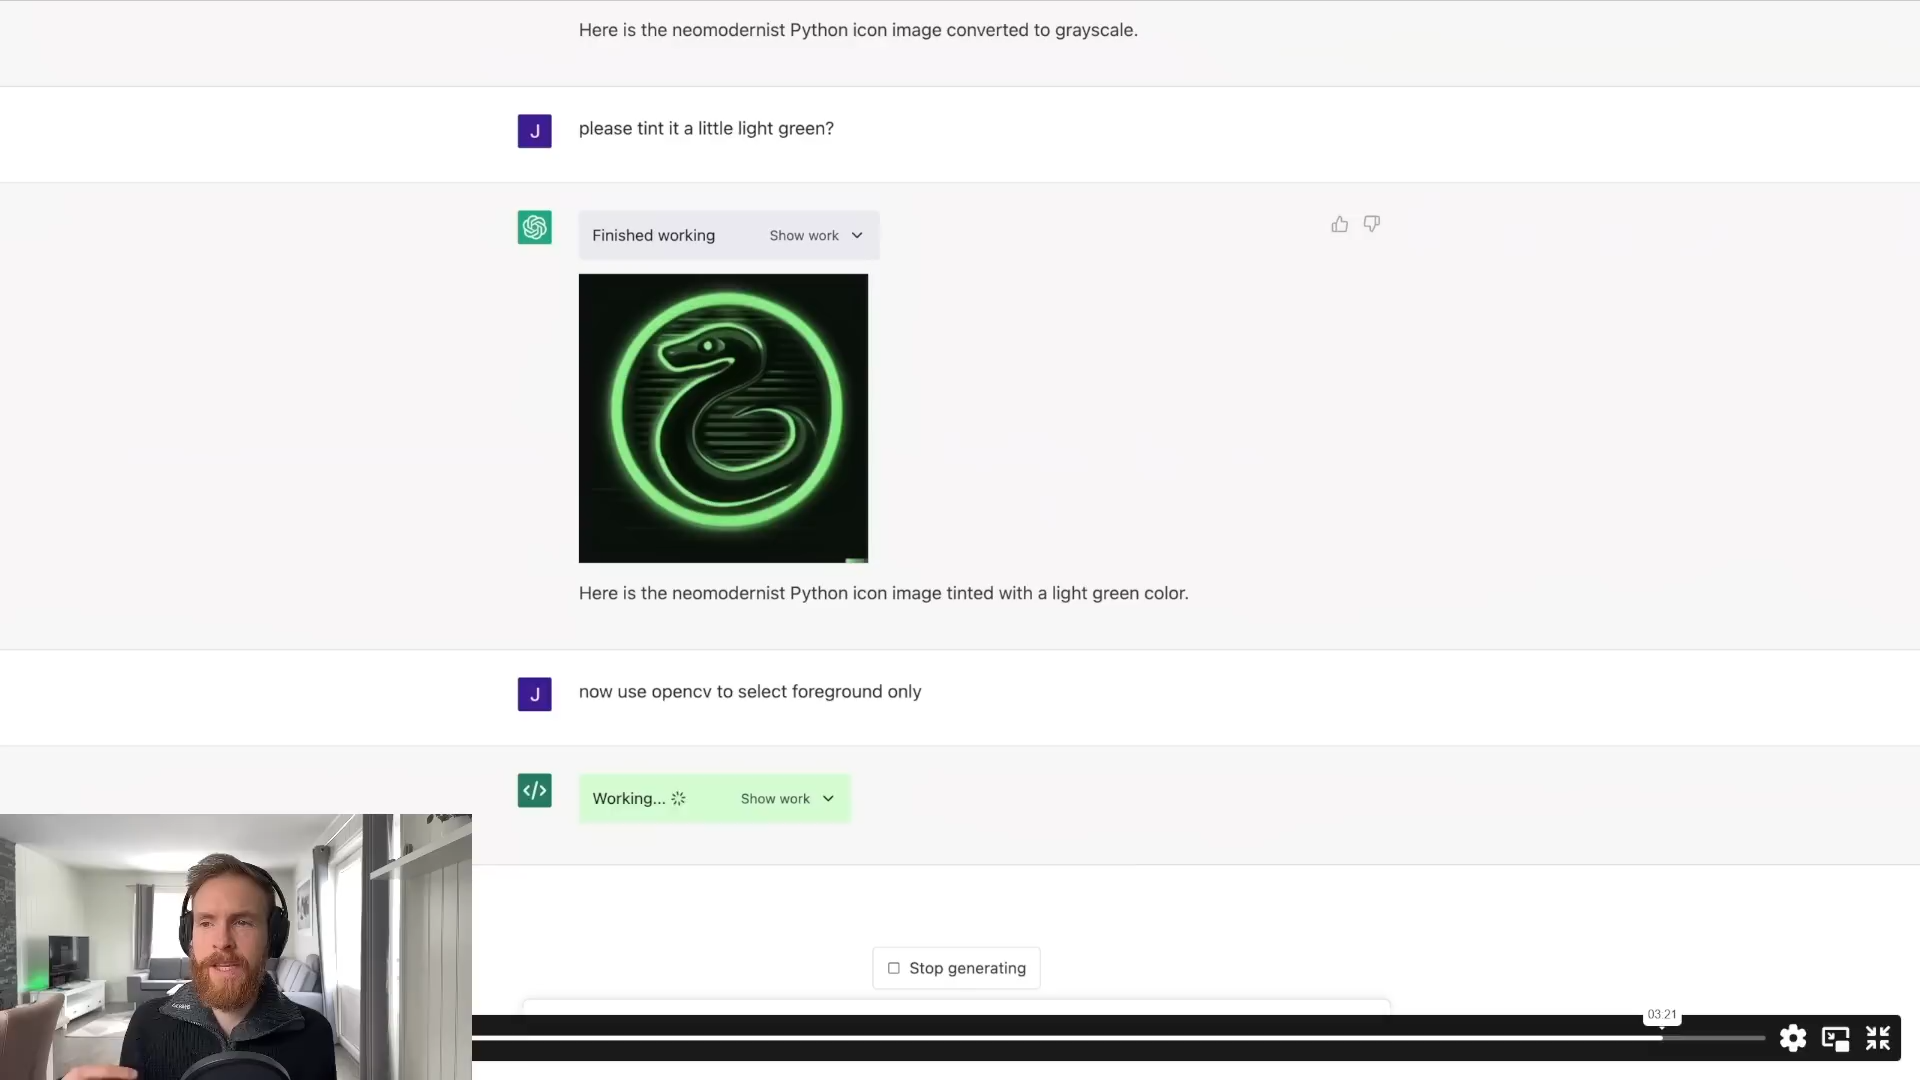 Here is the neomodernist Python icon image converted to grayscale.
J
please tint it a little light green?
Finished working
Show work
Here is the neomodernist Python icon image tinted with a light green color.
J
now use opencv to select foreground only
</>
Working...
Show work
Stop generating
03:21